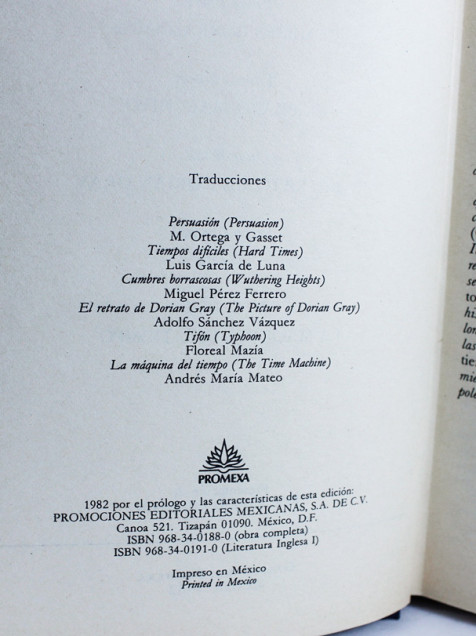 Traducciones
Persuasión (Persuasion)
M. Ortega y Gasset
Tiempos difíciles (Hard Times)
Luis García de Luna
Cumbres borrascosas (Wuthering Heights)
Miguel Pérez Ferrero
El retrato de Dorian Gray (The Picture of Dorian Gray)
Adolfo Sánchez Vázquez
Tifón (Typhoon)
Floreal Mazía
La máquina del tiempo (The Time Machine)
Andrés María Mateo
PROMEXA
1982 por el prólogo y las características de esta edición:
PROMOCIONES EDITORIALES MEXICANAS, S.A. DE C.V.
Canoa 521. Tizapán 01090. México, D.F.
ISBN 968-34-0188-0 (obra completa)
ISBN 968-34-0191-0 (Literatura Inglesa I)
Impreso en México
Printed in Mexico